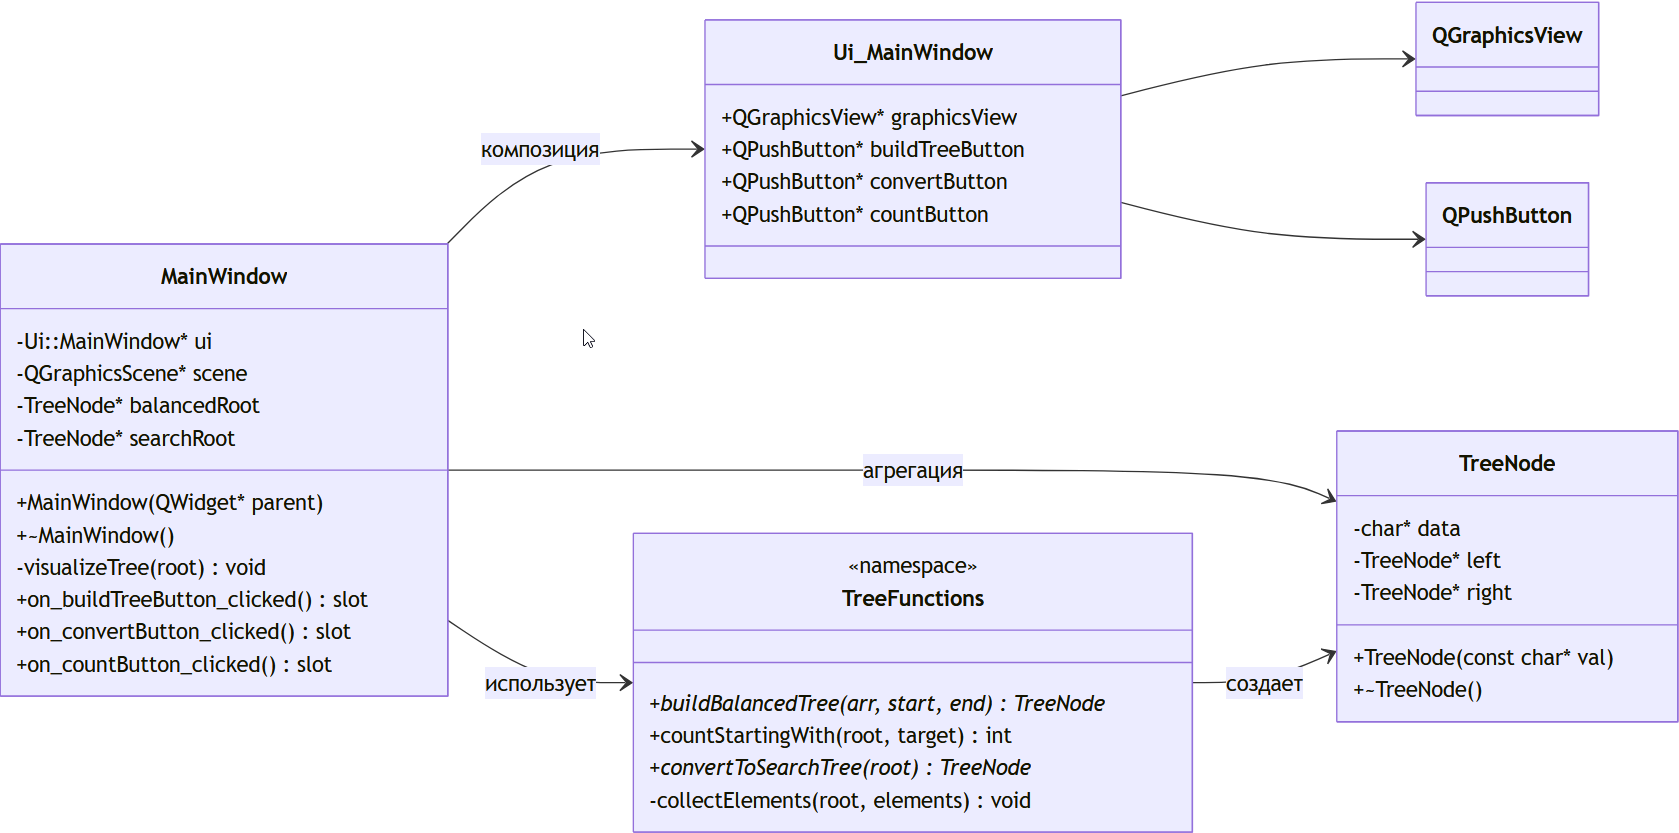 MainWindow
-Ui::MainWindow* ui
-QGraphicsScene* scene
-TreeNode* balancedRoot
-TreeNode* searchRoot
+MainWindow(QWidget* parent)
+~MainWindow()
-visualizeTree(root) : void
+on_buildTreeButton_clicked() : slot
+on_convertButton_clicked() : slot
+on_countButton_clicked() : slot
композиция
Ui_MainWindow
+QGraphicsView* graphicsView
+QPushButton* buildTreeButton
+QPushButton* convertButton
+QPushButton* countButton
QGraphicsView
QPushButton
агрегация
использует
«namespace»
TreeFunctions
+buildBalancedTree(arr, start, end) : TreeNode
+countStartingWith(root, target) : int
+convertToSearchTree(root) : TreeNode
-collectElements(root, elements) : void
создает
TreeNode
-char* data
-TreeNode* left
-TreeNode* right
+TreeNode(const char* val)
+~TreeNode()